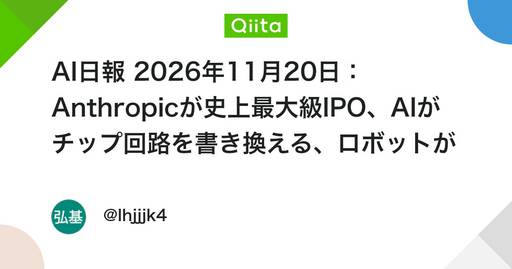 Qiita
AI日報 2026年11月20日：
Anthropicが史上最大級IPO、AIが
チップ回路を書き換える、ロボットが
弘基
@lhjjjk4